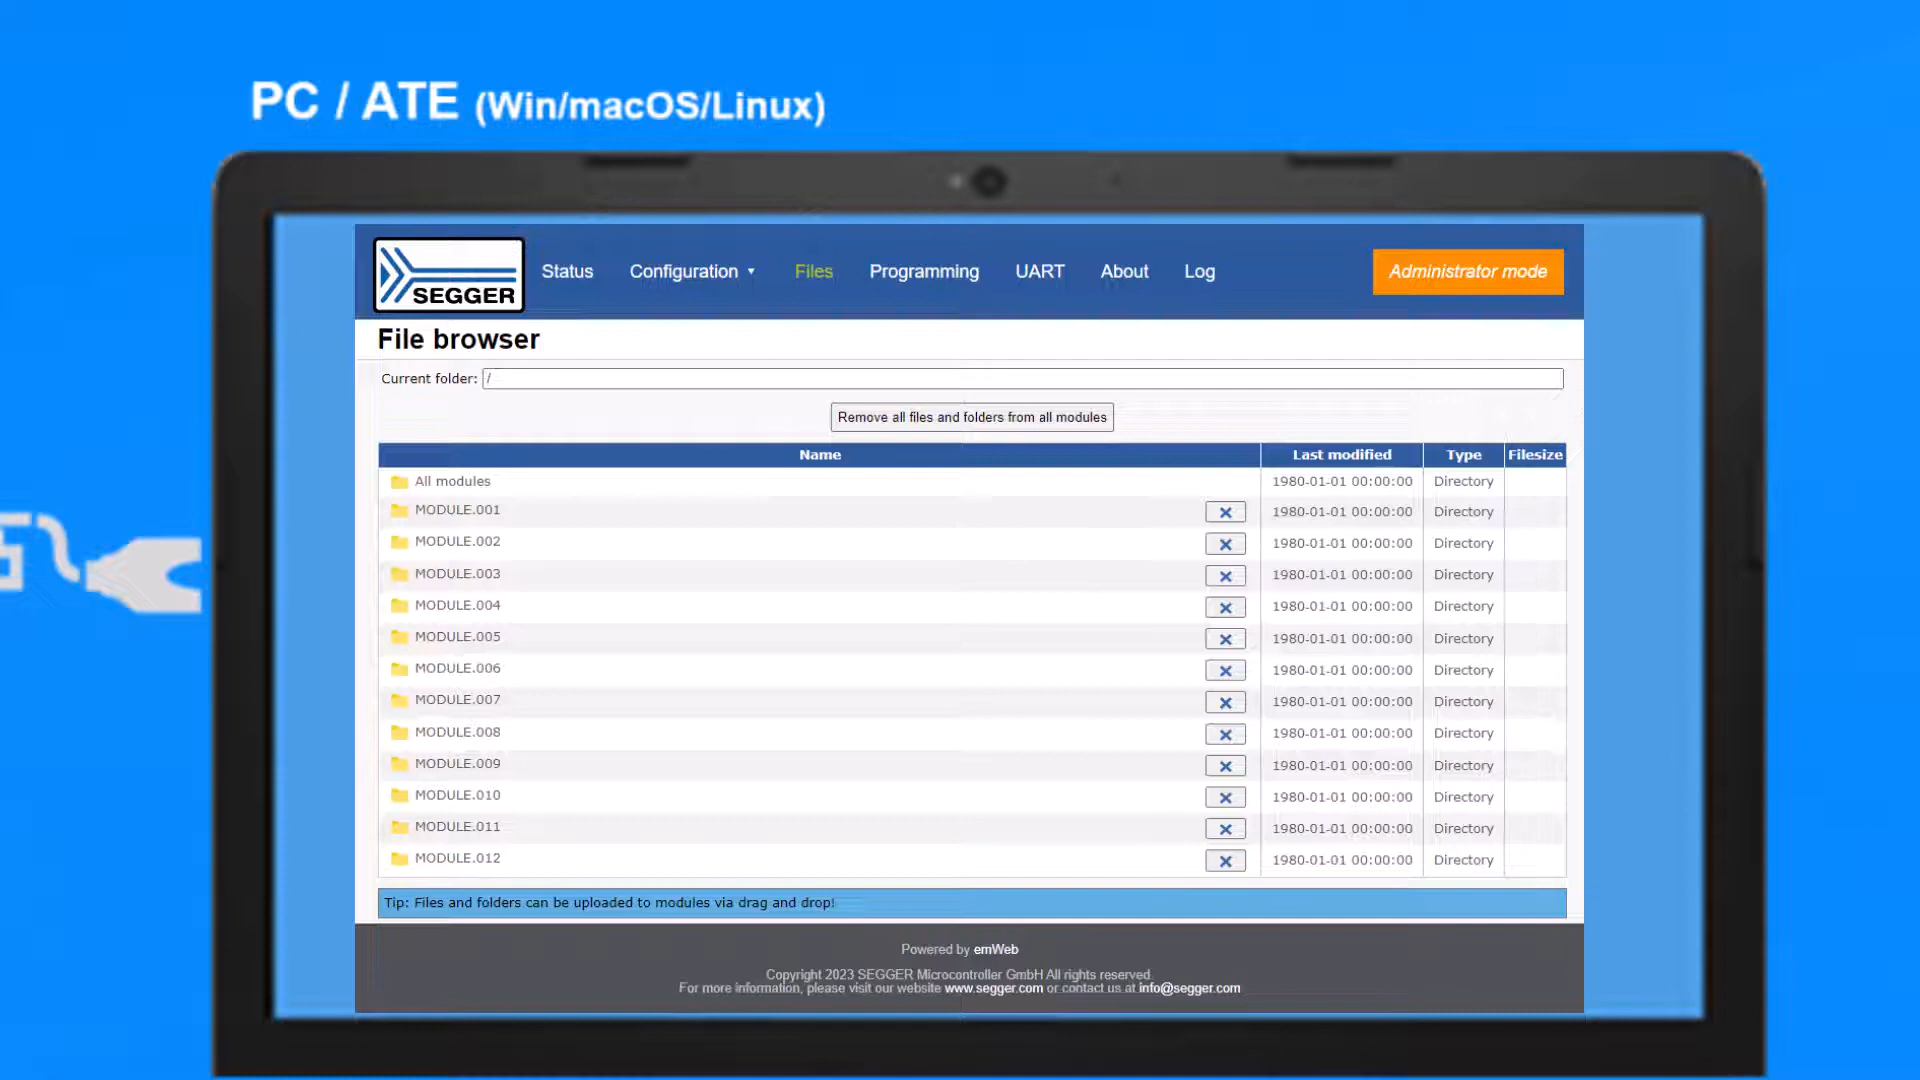 PC / ATE (Win/macOS/Linux)
SEGGER
Status Configuration ▼ Files Programming UART About Log Administrator mode
File browser
Current folder: /
Remove all files and folders from all modules
Name Last modified Type Filesize
All modules 1980-01-01 00:00:00 Directory
MODULE.001 1980-01-01 00:00:00 Directory
MODULE.002 1980-01-01 00:00:00 Directory
MODULE.003 1980-01-01 00:00:00 Directory
MODULE.004 1980-01-01 00:00:00 Directory
MODULE.005 1980-01-01 00:00:00 Directory
MODULE.006 1980-01-01 00:00:00 Directory
MODULE.007 1980-01-01 00:00:00 Directory
MODULE.008 1980-01-01 00:00:00 Directory
MODULE.009 1980-01-01 00:00:00 Directory
MODULE.010 1980-01-01 00:00:00 Directory
MODULE.011 1980-01-01 00:00:00 Directory
MODULE.012 1980-01-01 00:00:00 Directory
Tip: Files and folders can be uploaded to modules via drag and drop!
Powered by emWeb
Copyright 2023 SEGGER Microcontroller GmbH All rights reserved.
For more information, please visit our website www.segger.com or contact us at info@segger.com